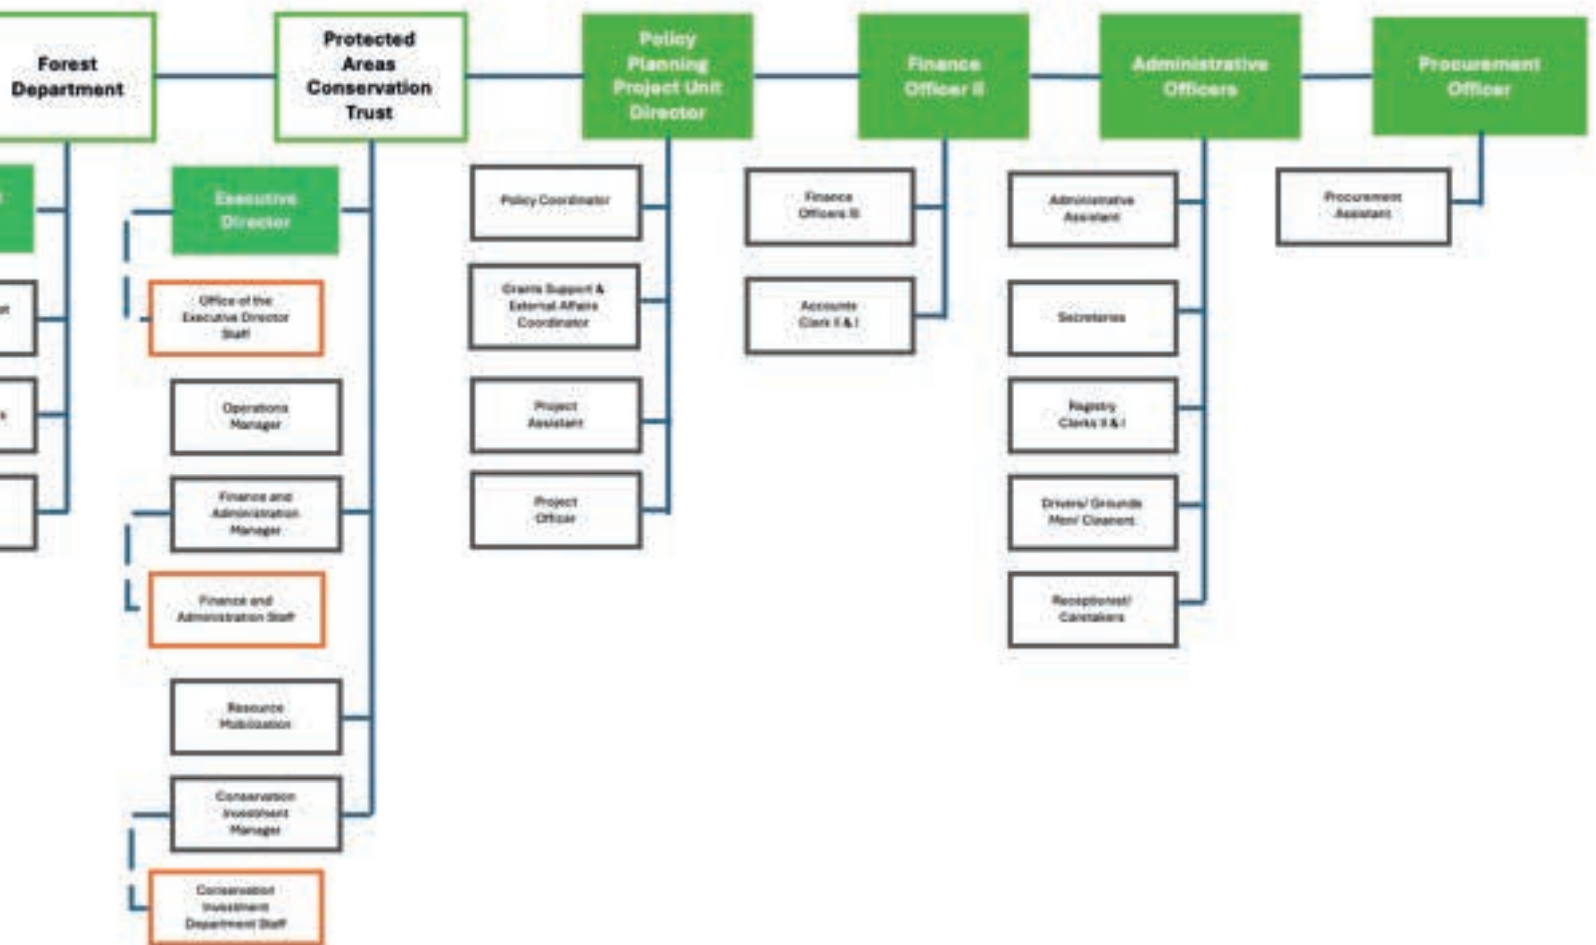 Forest
Department
Protected
Areas
Conservation
Trust
Policy
Planning
Project Unit
Director
Finance
Officer II
Administrative
Officers
Procurement
Officer
Executive
Director
Office of the
Executive Director
Staff
Operations
Manager
Finance and
Administration
Manager
Finance and
Administration Staff
Resource
Mobilization
Conservation
Investment
Manager
Conservation
Investment
Department Staff
Policy Coordinator
Grants Support &
External Affairs
Coordinator
Project
Assistant
Project
Officer
Finance
Officers III
Accounts
Clerk II & I
Administrative
Assistant
Secretaries
Registry
Clerks II & I
Drivers/ Grounds
Men/ Cleaners
Receptionist/
Caretakers
Procurement
Assistant